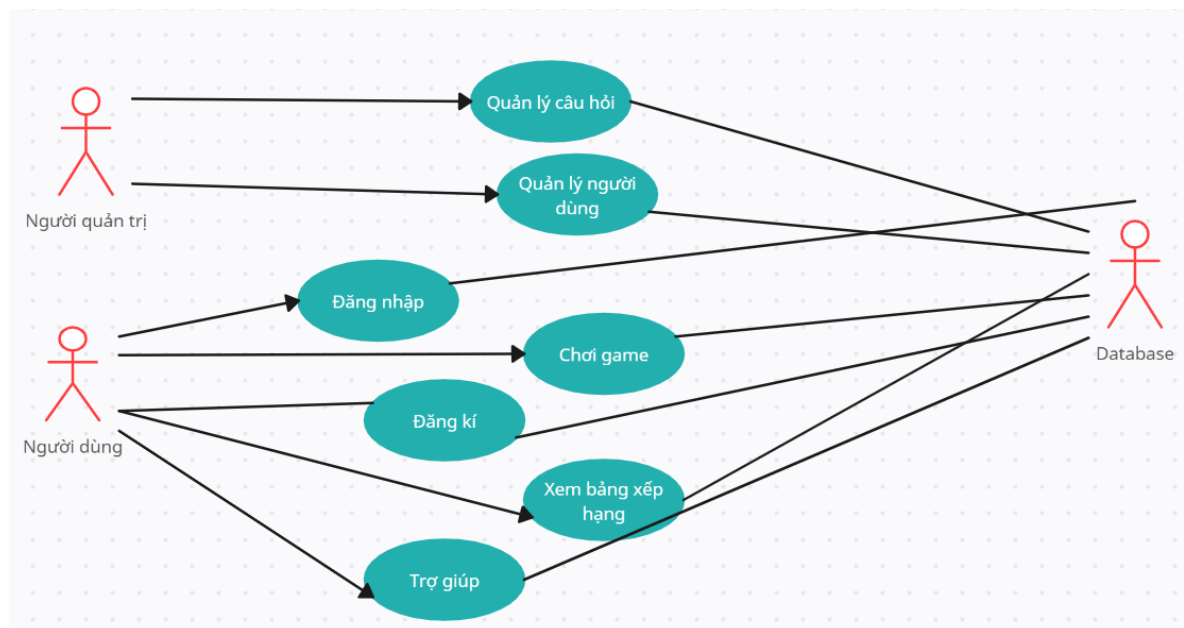 Quản lý câu hỏi
Quản lý người
dùng
Người quản trị
Đăng nhập
Chơi game
Database
Đăng kí
Người dùng
Xem bảng xếp
hạng
Trợ giúp